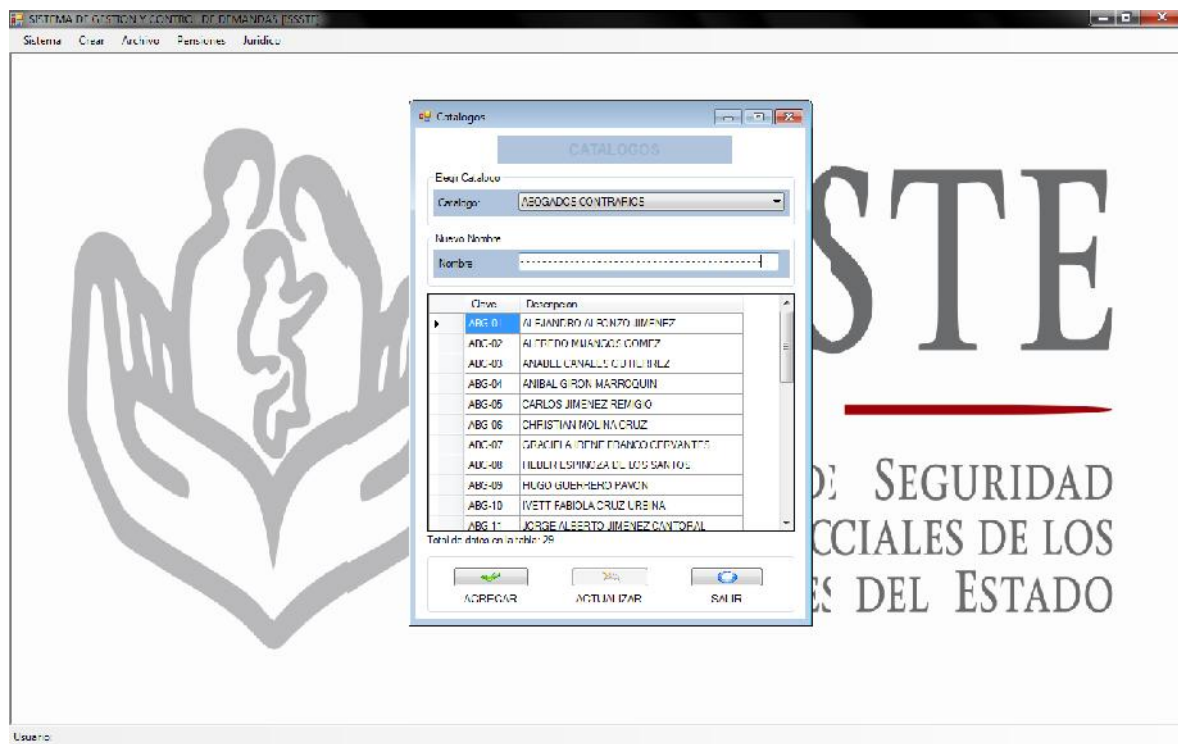 SISTEMA DE GESTION Y CONTROL DE DEMANDAS [ISSSTE]
Sistema Crear Archivo Pensiones Juridico
Catalogos
CATALOGOS
Elegir Catalogo
Catalogo: ABOGADOS CONTRARIOS
Nuevo Nombre
Nombre
Clave Descripcion
ABG-01 ALEJANDRO ALFONZO JIMENEZ
ABG-02 ALFREDO MIJANGOS GOMEZ
ABG-03 ANABEL CANALES GUTIERREZ
ABG-04 ANIBAL GIRON MARROQUIN
ABG-05 CARLOS JIMENEZ REMIGIO
ABG-06 CHRISTIAN MOLINA CRUZ
ABG-07 GRACIELA IRENE FRANCO CERVANTES
ABG-08 HEBER ESPINOZA DE LOS SANTOS
ABG-09 HUGO GUERRERO PAVON
ABG-10 IVETT FABIOLA CRUZ URBINA
ABG-11 JORGE ALBERTO JIMENEZ CANTORAL
Total de datos en la tabla: 29
AGREGAR ACTUALIZAR SALIR
STE
DE SEGURIDAD
OCIALES DE LOS
ES DEL ESTADO
Usuario: